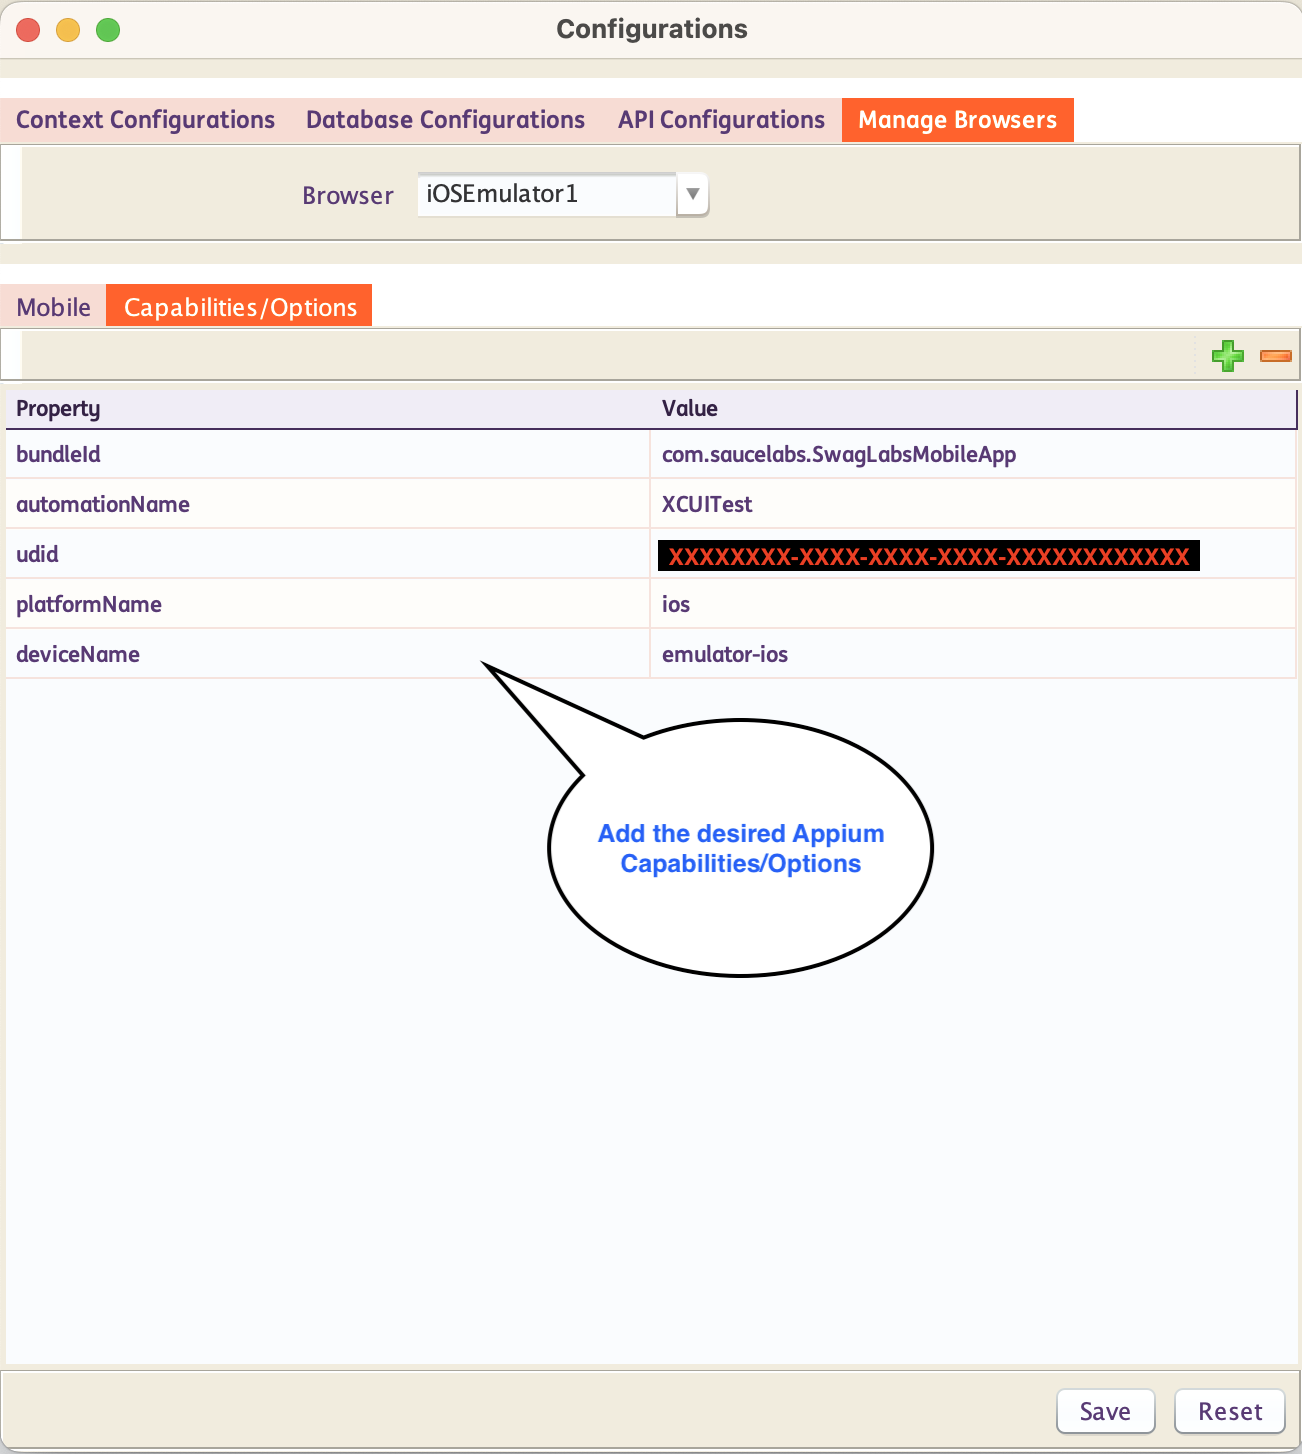 Configurations
Context Configurations Database Configurations API Configurations Manage Browsers
Browser iOSEmulator1
Mobile Capabilities/Options
Property Value
bundleId com.saucelabs.SwagLabsMobileApp
automationName XCUITest
udid XXXXXXXX-XXXX-XXXX-XXXX-XXXXXXXXXXXX
platformName ios
deviceName emulator-ios
Add the desired Appium
Capabilities/Options
Save Reset